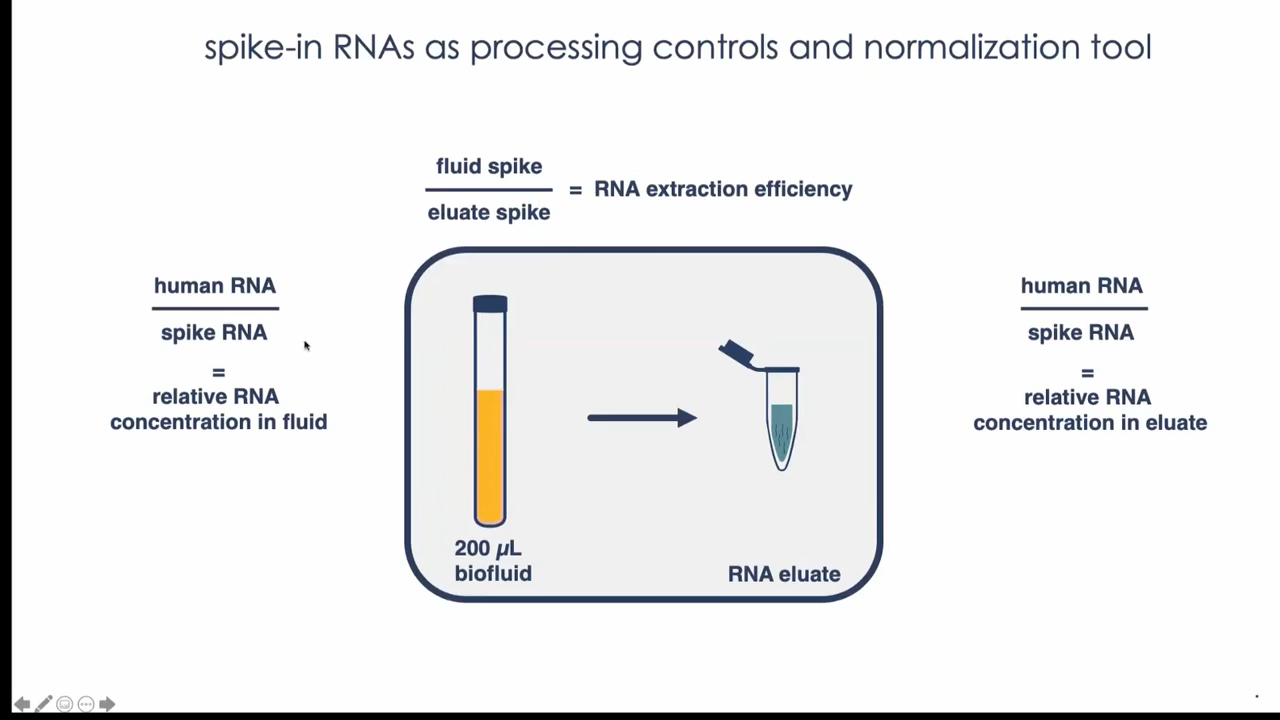 spike-in RNAs as processing controls and normalization tool
fluid spike
eluate spike
= RNA extraction efficiency
human RNA
spike RNA
=
relative RNA
concentration in fluid
200 µL
biofluid
RNA eluate
human RNA
spike RNA
=
relative RNA
concentration in eluate